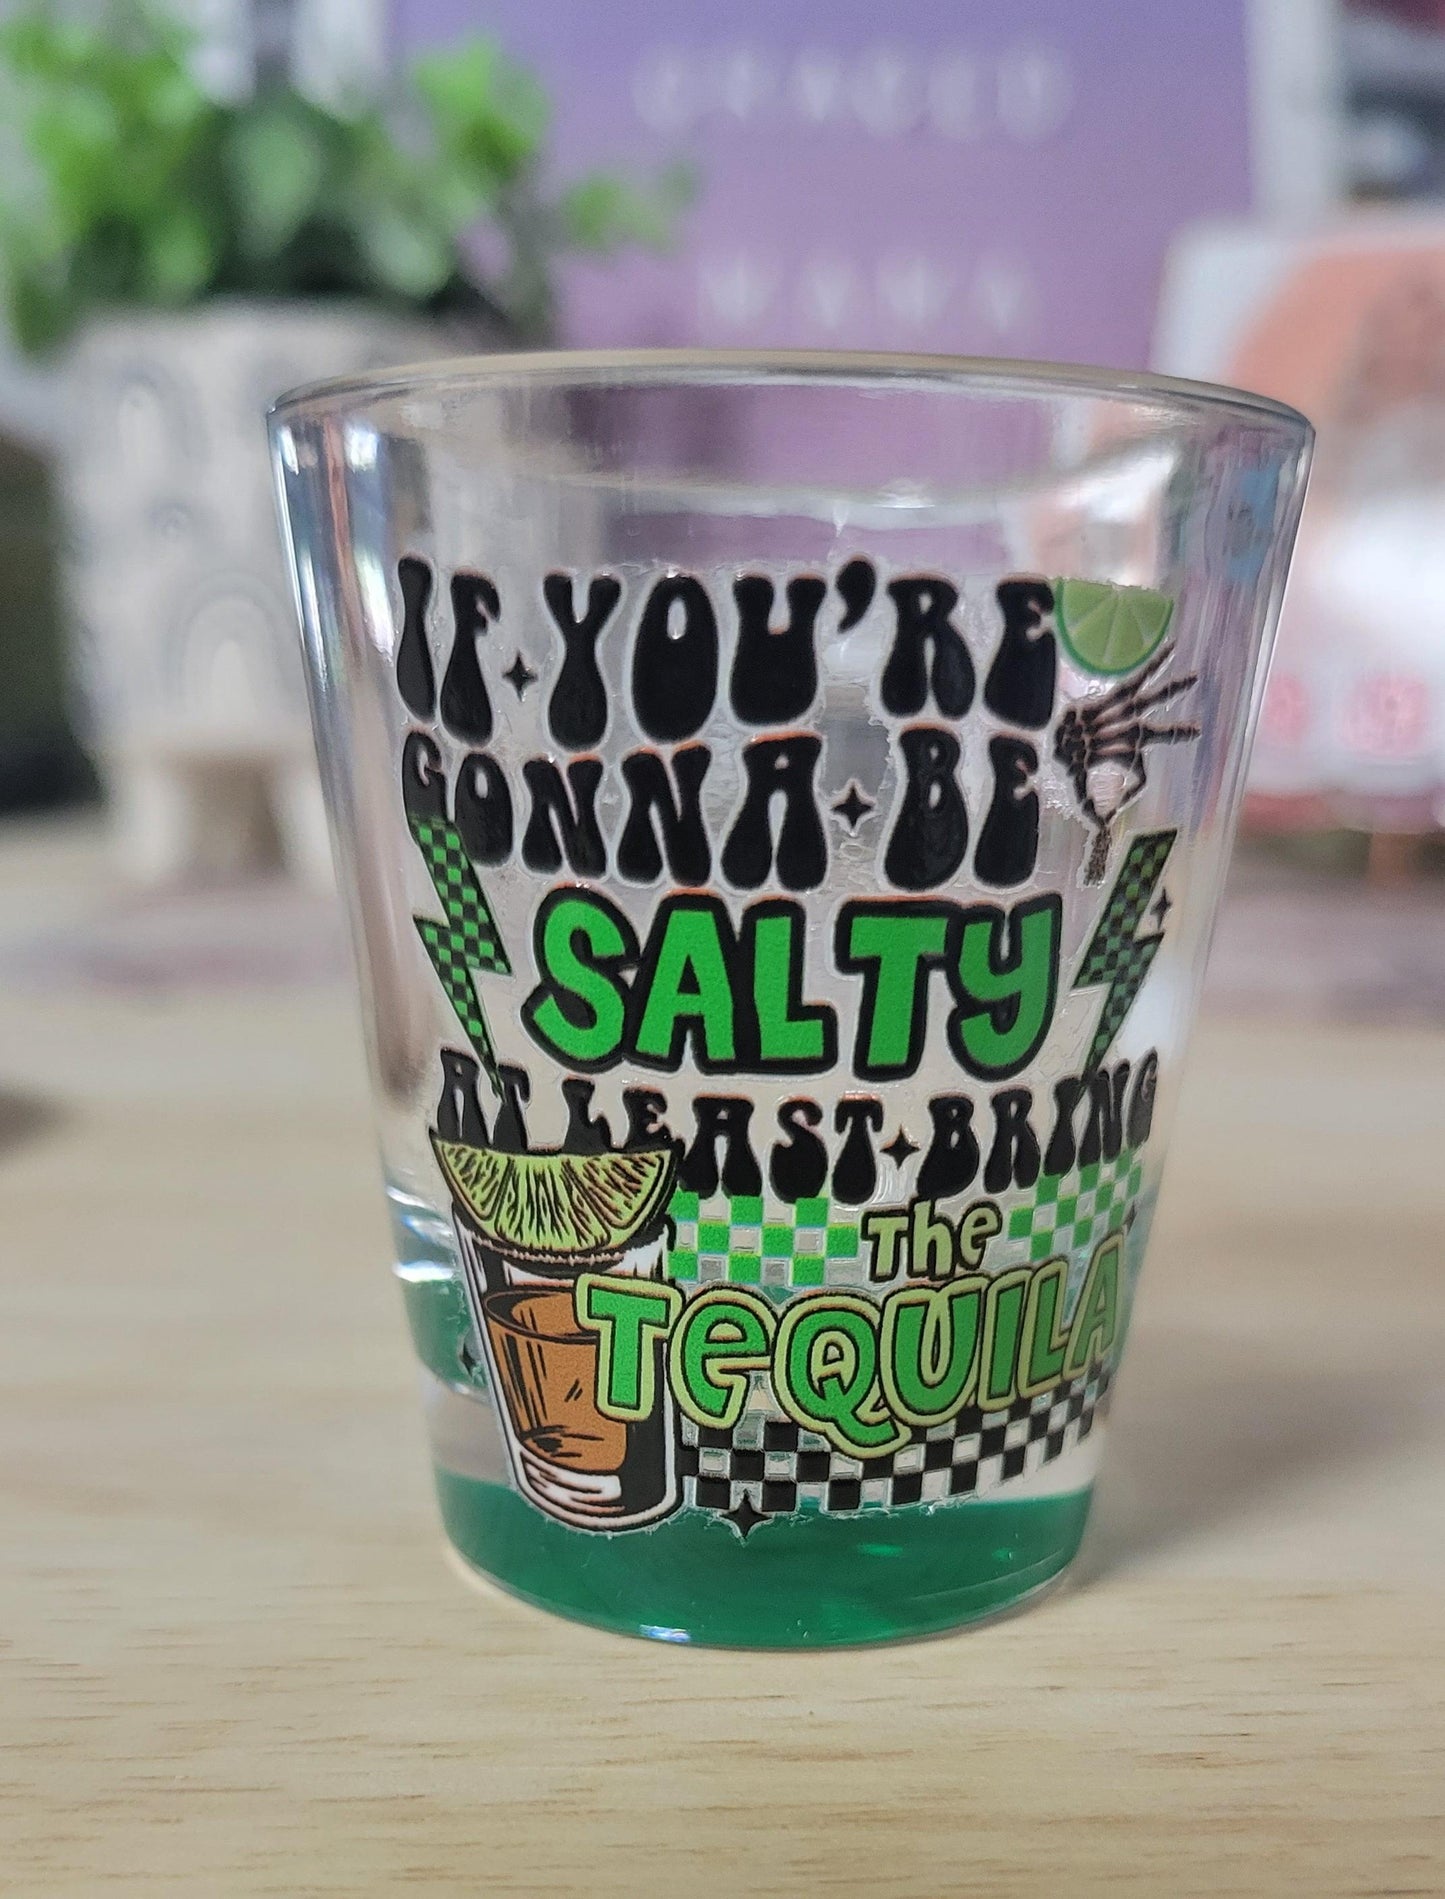 IF YOU'RE
GONNA BE
SALTY
AT LEAST BRING
The
TEQUILA